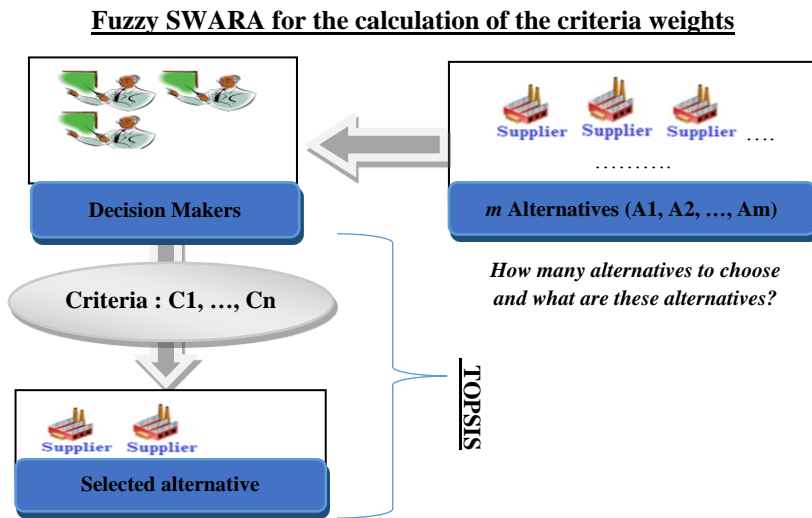 Fuzzy SWARA for the calculation of the criteria weights
Supplier Supplier Supplier ....
..........
Decision Makers
m Alternatives (A1, A2, …, Am)
How many alternatives to choose
and what are these alternatives?
Criteria : C1, …, Cn
TOPSIS
Supplier Supplier
Selected alternative